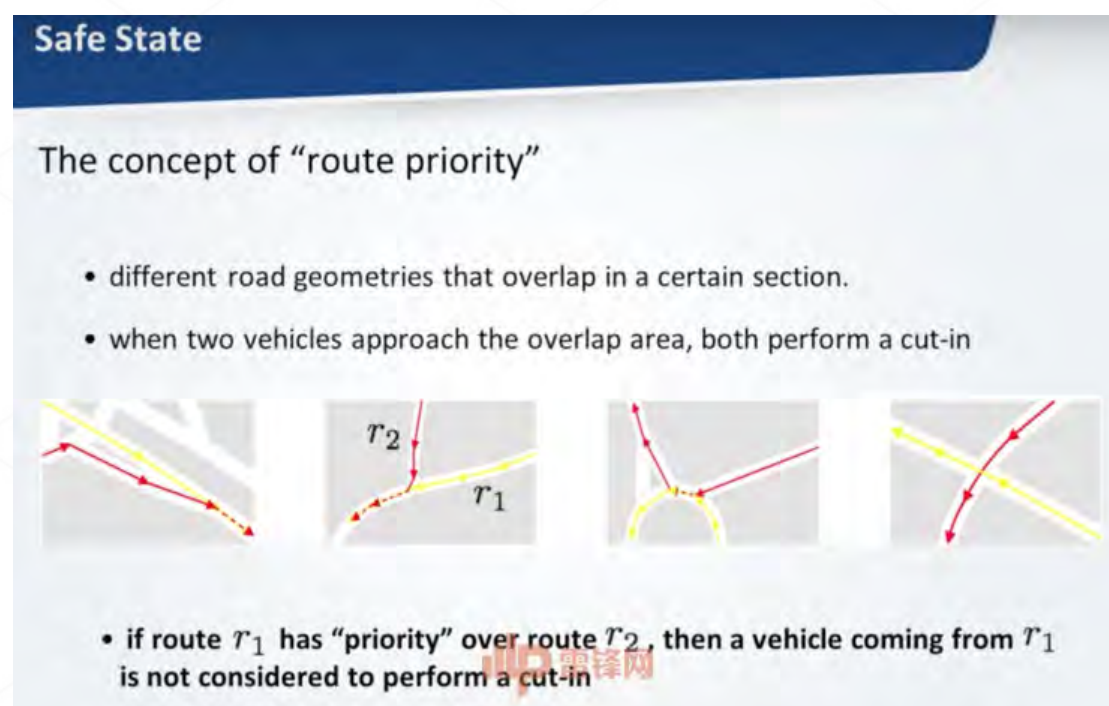 Safe State
The concept of “route priority”
• different road geometries that overlap in a certain section.
• when two vehicles approach the overlap area, both perform a cut-in
r2
r1
• if route r1 has “priority” over route r2, then a vehicle coming from r1
is not considered to perform a cut-in
雷锋网